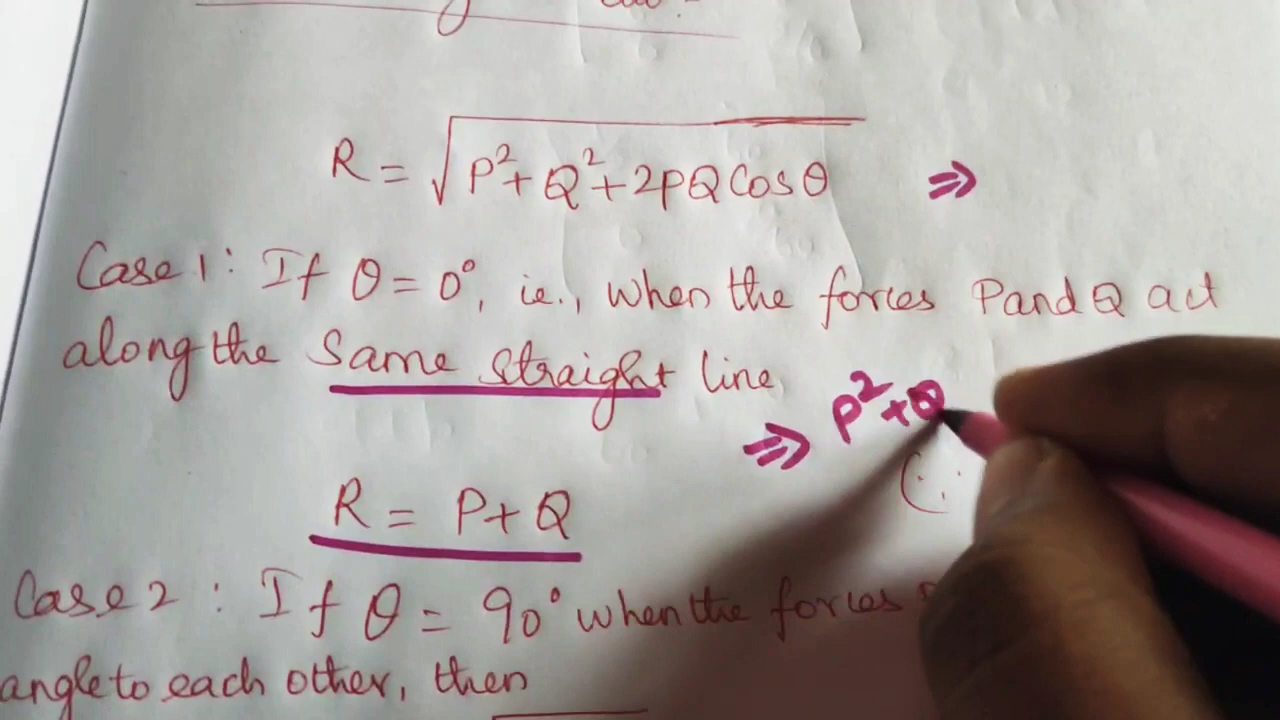 R = √P²+Q²+2PQ Cos θ ⇒
Case 1: If θ = 0°, ie., when the forces P and Q act
along the Same Straight line,
⇒ P²+Q
(∵
R = P+Q
Case 2 : If θ = 90° when the forces
angle to each other, then